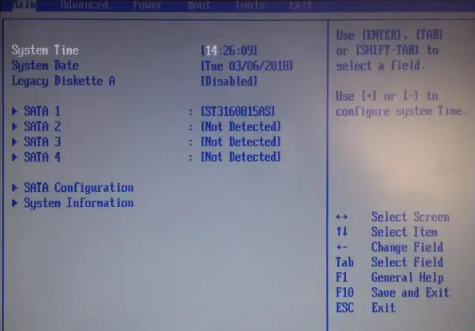 Main Advanced Power Boot Tools Exit
System Time [14:26:09]
System Date [Tue 03/06/2018]
Legacy Diskette A [Disabled]
SATA 1 : [ST3160815AS]
SATA 2 : [Not Detected]
SATA 3 : [Not Detected]
SATA 4 : [Not Detected]
SATA Configuration
System Information
Use [ENTER], [TAB]
or [SHIFT-TAB] to
select a field.
Use [+] or [-] to
configure system Time.
↔ Select Screen
↑↓ Select Item
+- Change Field
Tab Select Field
F1 General Help
F10 Save and Exit
ESC Exit